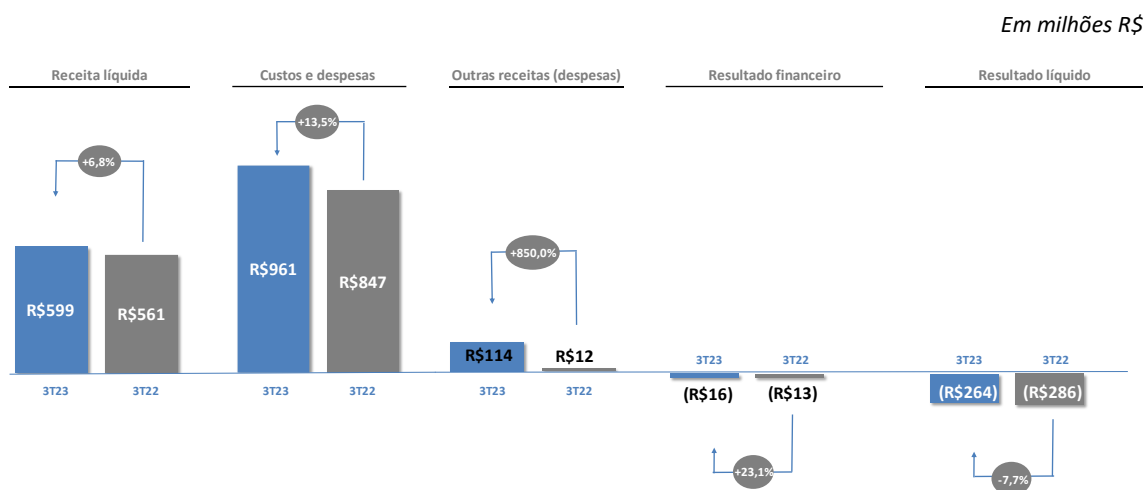 Em milhões R$
Receita líquida
Custos e despesas
Outras receitas (despesas)
Resultado financeiro
Resultado líquido
+6,8%
R$599
R$561
3T23
3T22
+13,5%
R$961
R$847
3T23
3T22
+850,0%
R$114
R$12
3T23
3T22
3T23
3T22
(R$16)
(R$13)
+23,1%
3T23
3T22
(R$264)
(R$286)
-7,7%